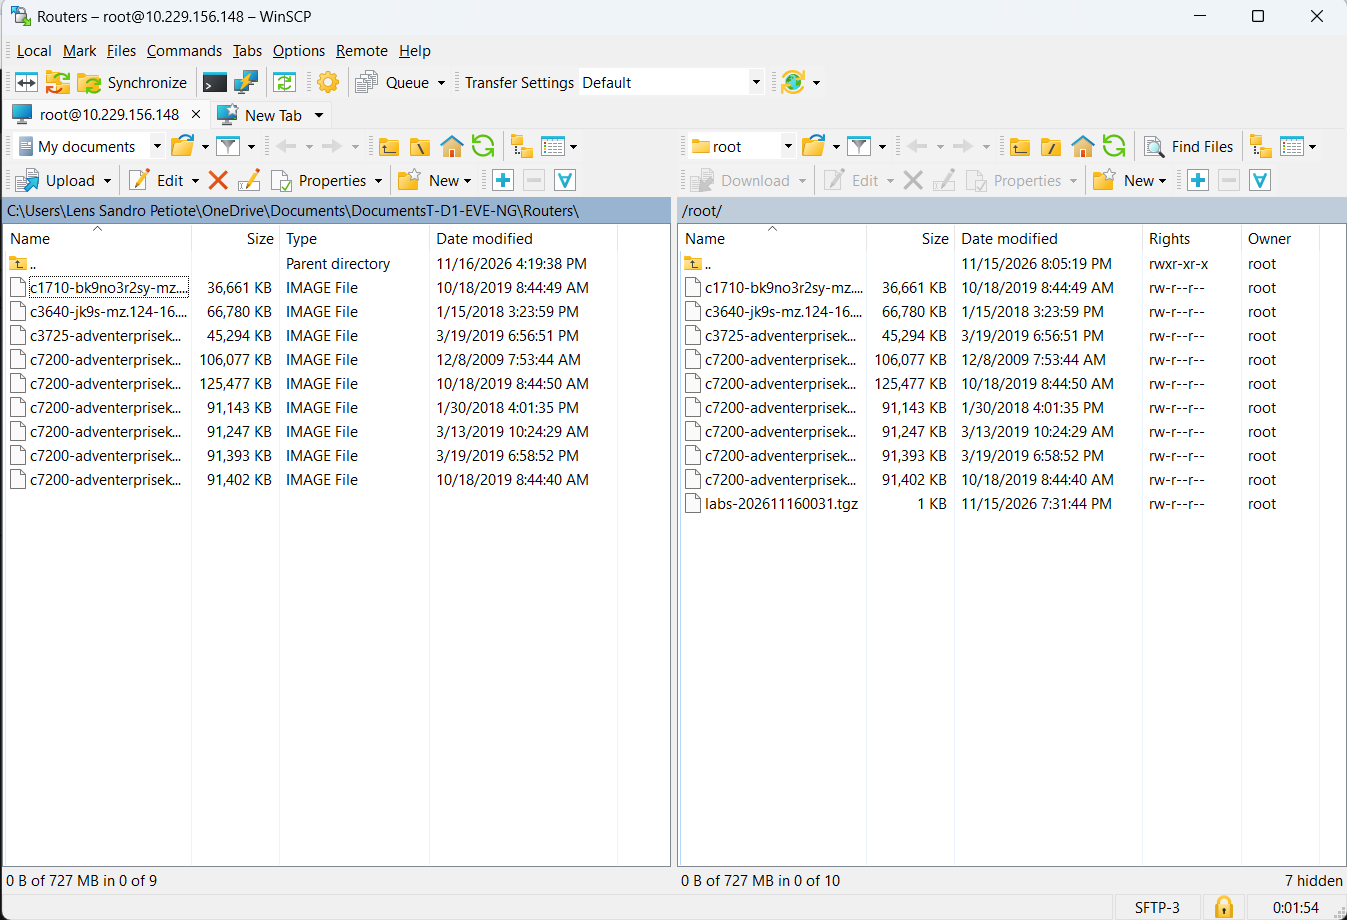 Routers – root@10.229.156.148 – WinSCP
Local Mark Files Commands Tabs Options Remote Help
Synchronize Queue Transfer Settings Default
root@10.229.156.148 × New Tab
My documents
Upload Edit Properties New
C:\Users\Lens Sandro Petiote\OneDrive\Documents\DocumentsT-D1-EVE-NG\Routers\
Name Size Type Date modified
.. Parent directory 11/16/2026 4:19:38 PM
c1710-bk9no3r2sy-mz.... 36,661 KB IMAGE File 10/18/2019 8:44:49 AM
c3640-jk9s-mz.124-16.... 66,780 KB IMAGE File 1/15/2018 3:23:59 PM
c3725-adventerprisek... 45,294 KB IMAGE File 3/19/2019 6:56:51 PM
c7200-adventerprisek... 106,077 KB IMAGE File 12/8/2009 7:53:44 AM
c7200-adventerprisek... 125,477 KB IMAGE File 10/18/2019 8:44:50 AM
c7200-adventerprisek... 91,143 KB IMAGE File 1/30/2018 4:01:35 PM
c7200-adventerprisek... 91,247 KB IMAGE File 3/13/2019 10:24:29 AM
c7200-adventerprisek... 91,393 KB IMAGE File 3/19/2019 6:58:52 PM
c7200-adventerprisek... 91,402 KB IMAGE File 10/18/2019 8:44:40 AM
0 B of 727 MB in 0 of 9
root Find Files
Download Edit Properties New
/root/
Name Size Date modified Rights Owner
.. 11/15/2026 8:05:19 PM rwxr-xr-x root
c1710-bk9no3r2sy-mz.... 36,661 KB 10/18/2019 8:44:49 AM rw-r--r-- root
c3640-jk9s-mz.124-16.... 66,780 KB 1/15/2018 3:23:59 PM rw-r--r-- root
c3725-adventerprisek... 45,294 KB 3/19/2019 6:56:51 PM rw-r--r-- root
c7200-adventerprisek... 106,077 KB 12/8/2009 7:53:44 AM rw-r--r-- root
c7200-adventerprisek... 125,477 KB 10/18/2019 8:44:50 AM rw-r--r-- root
c7200-adventerprisek... 91,143 KB 1/30/2018 4:01:35 PM rw-r--r-- root
c7200-adventerprisek... 91,247 KB 3/13/2019 10:24:29 AM rw-r--r-- root
c7200-adventerprisek... 91,393 KB 3/19/2019 6:58:52 PM rw-r--r-- root
c7200-adventerprisek... 91,402 KB 10/18/2019 8:44:40 AM rw-r--r-- root
labs-202611160031.tgz 1 KB 11/15/2026 7:31:44 PM rw-r--r-- root
0 B of 727 MB in 0 of 10 7 hidden
SFTP-3 0:01:54